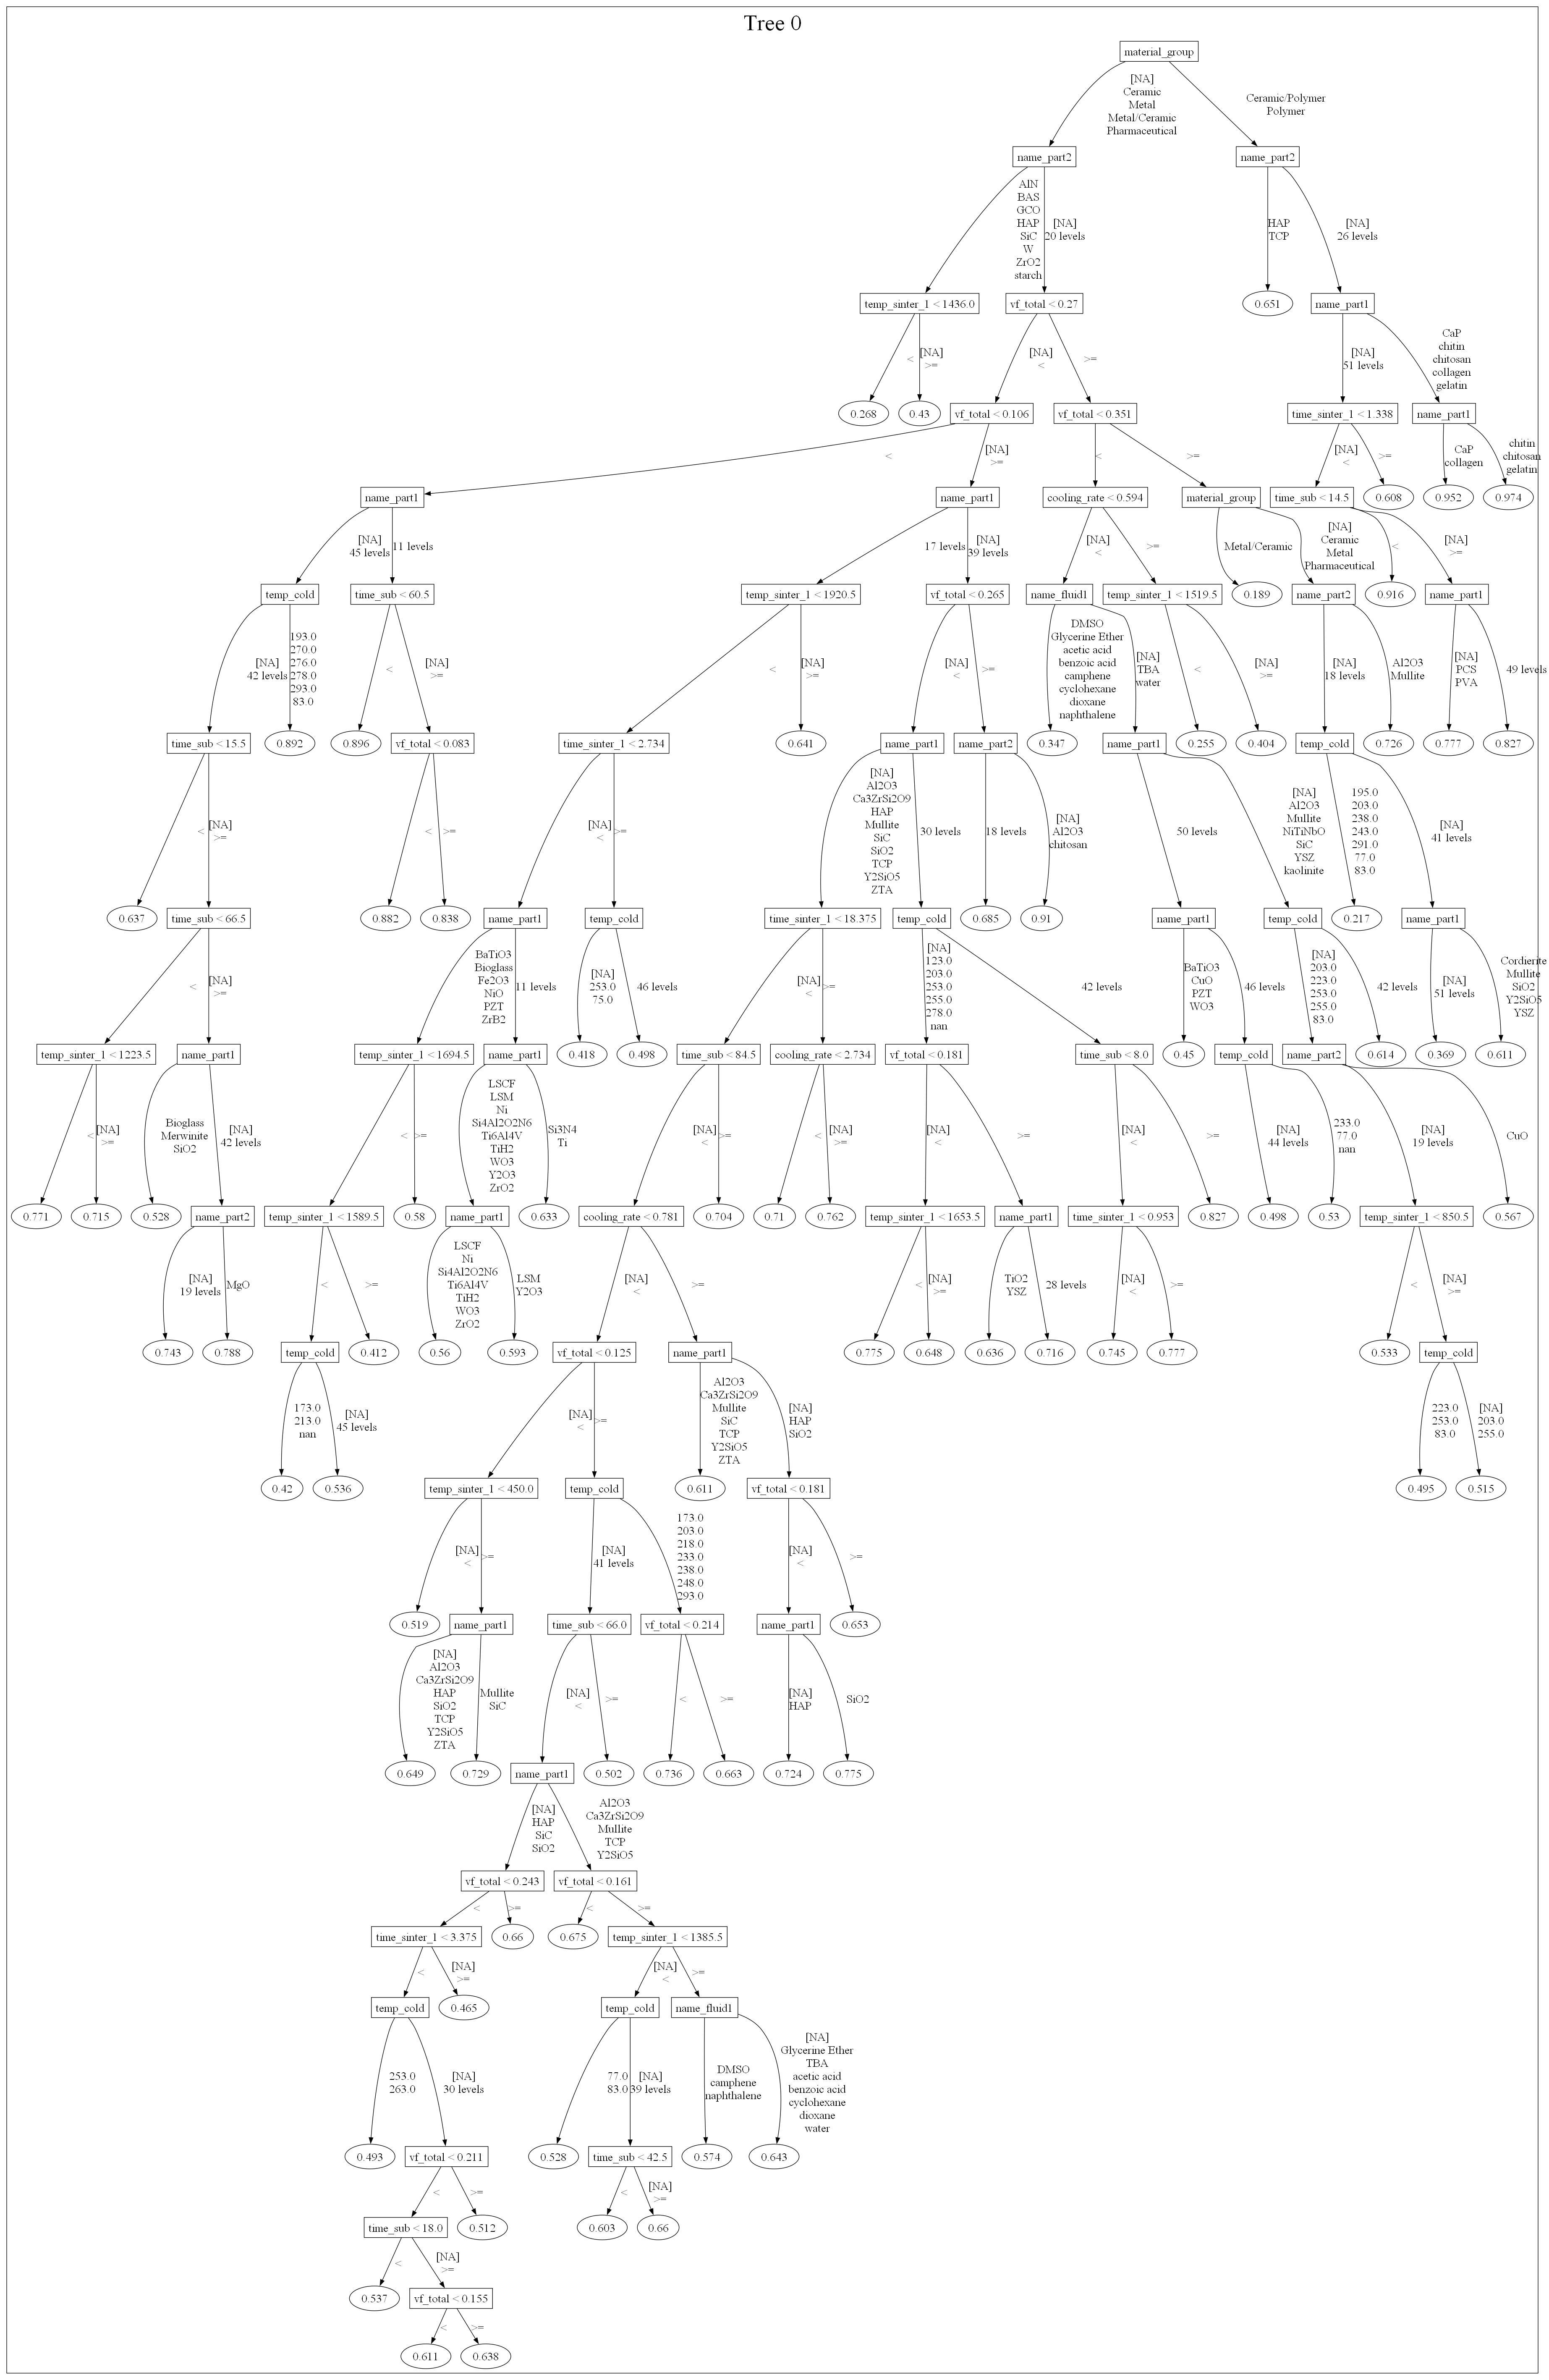 Tree 0
material_group
[NA]
Ceramic
Metal
Metal/Ceramic
Pharmaceutical
Ceramic/Polymer
Polymer
name_part2
name_part2
AlN
BAS
GCO
HAP
SiC
W
ZrO2
starch
[NA]
20 levels
HAP
TCP
[NA]
26 levels
temp_sinter_1 < 1436.0
vf_total < 0.27
0.651
name_part1
<
[NA]
>=
[NA]
<
>=
[NA]
51 levels
CaP
chitin
chitosan
collagen
gelatin
0.268
0.43
vf_total < 0.106
vf_total < 0.351
time_sinter_1 < 1.338
name_part1
<
[NA]
>=
<
>=
[NA]
<
>=
CaP
collagen
chitin
chitosan
gelatin
name_part1
name_part1
cooling_rate < 0.594
material_group
time_sub < 14.5
0.608
0.952
0.974
[NA]
45 levels
11 levels
17 levels
[NA]
39 levels
[NA]
<
>=
Metal/Ceramic
[NA]
Ceramic
Metal
Pharmaceutical
<
[NA]
>=
temp_cold
time_sub < 60.5
temp_sinter_1 < 1920.5
vf_total < 0.265
name_fluid1
temp_sinter_1 < 1519.5
0.189
name_part2
0.916
name_part1
[NA]
42 levels
193.0
270.0
276.0
278.0
293.0
83.0
<
[NA]
>=
<
[NA]
>=
[NA]
<
>=
DMSO
Glycerine Ether
acetic acid
benzoic acid
camphene
cyclohexane
dioxane
naphthalene
[NA]
TBA
water
<
[NA]
>=
[NA]
18 levels
Al2O3
Mullite
[NA]
PCS
PVA
49 levels
time_sub < 15.5
0.892
0.896
vf_total < 0.083
time_sinter_1 < 2.734
0.641
name_part1
name_part2
0.347
name_part1
0.255
0.404
temp_cold
0.726
0.777
0.827
<
[NA]
>=
<
>=
[NA]
<
>=
[NA]
Al2O3
Ca3ZrSi2O9
HAP
Mullite
SiC
SiO2
TCP
Y2SiO5
ZTA
30 levels
18 levels
[NA]
Al2O3
chitosan
50 levels
[NA]
Al2O3
Mullite
NiTiNbO
SiC
YSZ
kaolinite
195.0
203.0
238.0
243.0
291.0
77.0
83.0
[NA]
41 levels
0.637
time_sub < 66.5
0.882
0.838
name_part1
temp_cold
time_sinter_1 < 18.375
temp_cold
0.685
0.91
name_part1
temp_cold
0.217
name_part1
<
[NA]
>=
BaTiO3
Bioglass
Fe2O3
NiO
PZT
ZrB2
11 levels
[NA]
253.0
75.0
46 levels
[NA]
<
>=
[NA]
123.0
203.0
253.0
255.0
278.0
nan
42 levels
BaTiO3
CuO
PZT
WO3
46 levels
[NA]
203.0
223.0
253.0
255.0
83.0
42 levels
[NA]
51 levels
Cordierite
Mullite
SiO2
Y2SiO5
YSZ
temp_sinter_1 < 1223.5
name_part1
temp_sinter_1 < 1694.5
name_part1
0.418
0.498
time_sub < 84.5
cooling_rate < 2.734
vf_total < 0.181
time_sub < 8.0
0.45
temp_cold
name_part2
0.614
0.369
0.611
<
[NA]
>=
Bioglass
Merwinite
SiO2
[NA]
42 levels
<
>=
LSCF
LSM
Ni
Si4Al2O2N6
Ti6Al4V
TiH2
WO3
Y2O3
ZrO2
Si3N4
Ti
[NA]
<
>=
<
[NA]
>=
[NA]
<
>=
[NA]
<
>=
[NA]
44 levels
233.0
77.0
nan
[NA]
19 levels
CuO
0.771
0.715
0.528
name_part2
temp_sinter_1 < 1589.5
0.58
name_part1
0.633
cooling_rate < 0.781
0.704
0.71
0.762
temp_sinter_1 < 1653.5
name_part1
time_sinter_1 < 0.953
0.827
0.498
0.53
temp_sinter_1 < 850.5
0.567
[NA]
19 levels
MgO
<
>=
LSCF
Ni
Si4Al2O2N6
Ti6Al4V
TiH2
WO3
ZrO2
LSM
Y2O3
[NA]
<
>=
<
[NA]
>=
TiO2
YSZ
28 levels
[NA]
<
>=
<
[NA]
>=
0.743
0.788
temp_cold
0.412
0.56
0.593
vf_total < 0.125
name_part1
0.775
0.648
0.636
0.716
0.745
0.777
0.533
temp_cold
173.0
213.0
nan
[NA]
45 levels
[NA]
<
>=
Al2O3
Ca3ZrSi2O9
Mullite
SiC
TCP
Y2SiO5
ZTA
[NA]
HAP
SiO2
223.0
253.0
83.0
[NA]
203.0
255.0
0.42
0.536
temp_sinter_1 < 450.0
temp_cold
0.611
vf_total < 0.181
0.495
0.515
[NA]
<
>=
[NA]
41 levels
173.0
203.0
218.0
233.0
238.0
248.0
293.0
[NA]
<
>=
0.519
name_part1
time_sub < 66.0
vf_total < 0.214
name_part1
0.653
[NA]
Al2O3
Ca3ZrSi2O9
HAP
SiO2
TCP
Y2SiO5
ZTA
Mullite
SiC
[NA]
<
>=
<
>=
[NA]
HAP
SiO2
0.649
0.729
name_part1
0.502
0.736
0.663
0.724
0.775
[NA]
HAP
SiC
SiO2
Al2O3
Ca3ZrSi2O9
Mullite
TCP
Y2SiO5
vf_total < 0.243
vf_total < 0.161
<
>=
<
>=
time_sinter_1 < 3.375
0.66
0.675
temp_sinter_1 < 1385.5
<
[NA]
>=
[NA]
<
>=
temp_cold
0.465
temp_cold
name_fluid1
253.0
263.0
[NA]
30 levels
77.0
83.0
[NA]
39 levels
DMSO
camphene
naphthalene
[NA]
Glycerine Ether
TBA
acetic acid
benzoic acid
cyclohexane
dioxane
water
0.493
vf_total < 0.211
0.528
time_sub < 42.5
0.574
0.643
<
>=
<
[NA]
>=
time_sub < 18.0
0.512
0.603
0.66
<
[NA]
>=
0.537
vf_total < 0.155
<
>=
0.611
0.638